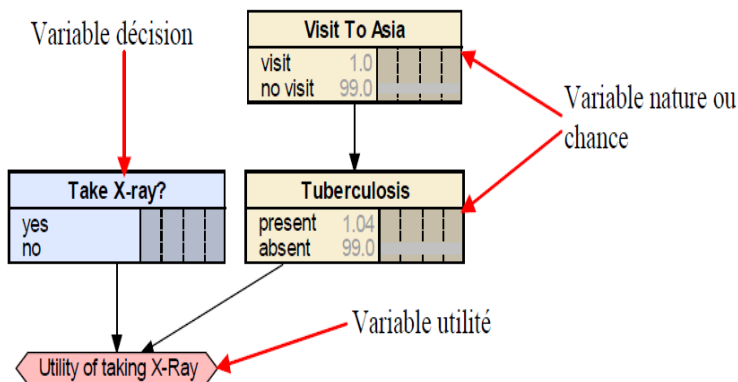 Variable décision
Visit To Asia
visit 1.0
no visit 99.0
Variable nature ou
chance
Take X-ray?
yes
no
Tuberculosis
present 1.04
absent 99.0
Variable utilité
Utility of taking X-Ray